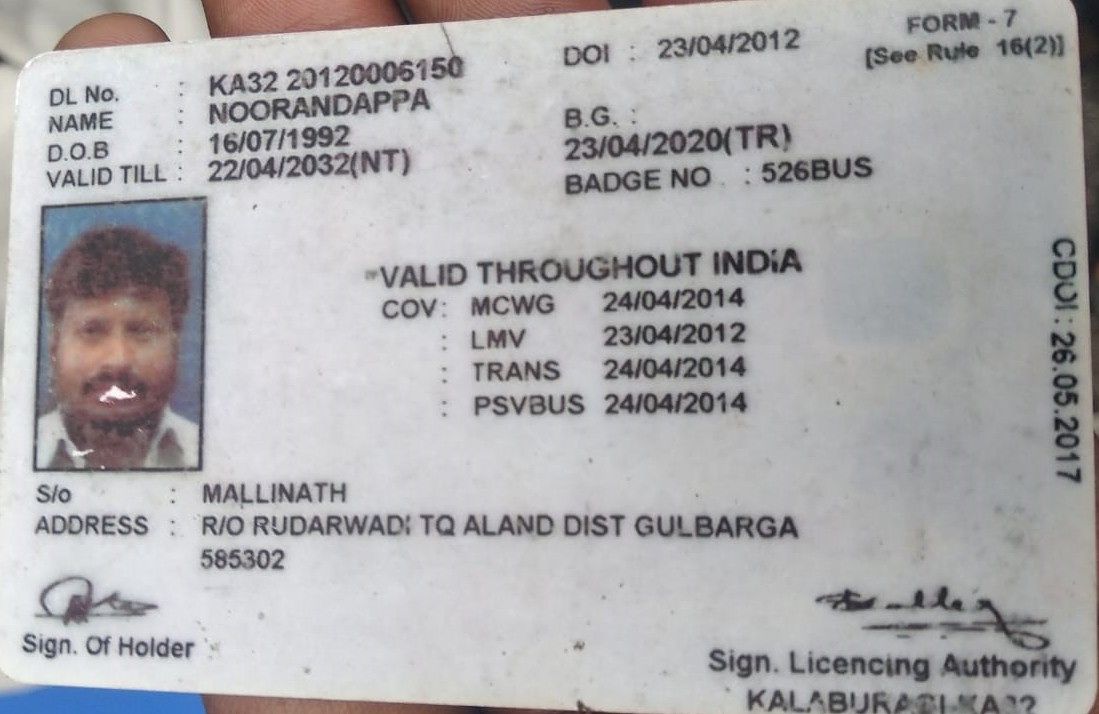 FORM - 7
[See Rule 16(2)]
DL No. : KA32 20120006150 DOI : 23/04/2012
NAME : NOORANDAPPA B.G. :
D.O.B : 16/07/1992 23/04/2020(TR)
VALID TILL : 22/04/2032(NT) BADGE NO : 526BUS
VALID THROUGHOUT INDIA
COV : MCWG 24/04/2014
: LMV 23/04/2012
: TRANS 24/04/2014
: PSVBUS 24/04/2014
CDOI : 26.05.2017
S/o : MALLINATH
ADDRESS : R/O RUDARWADI TQ ALAND DIST GULBARGA
585302
Sign. Of Holder
Sign. Licencing Authority
KALABURAGI-KA32